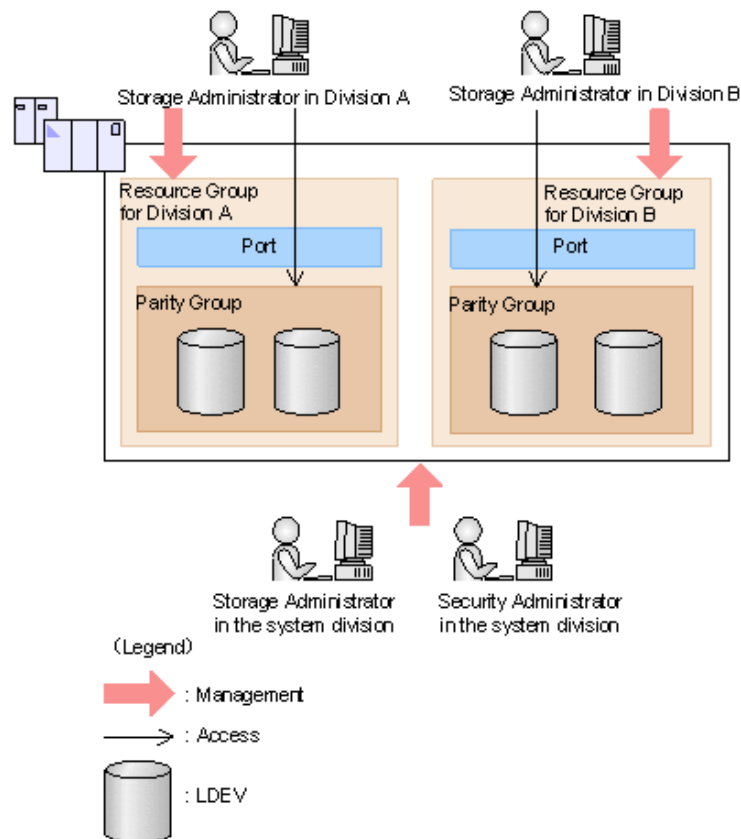 Storage Administrator in Division A
Storage Administrator in Division B
Resource Group
for Division A
Port
Parity Group
Resource Group
for Division B
Port
Parity Group
Storage Administrator
in the system division
Security Administrator
in the system division
(Legend)
: Management
: Access
: LDEV